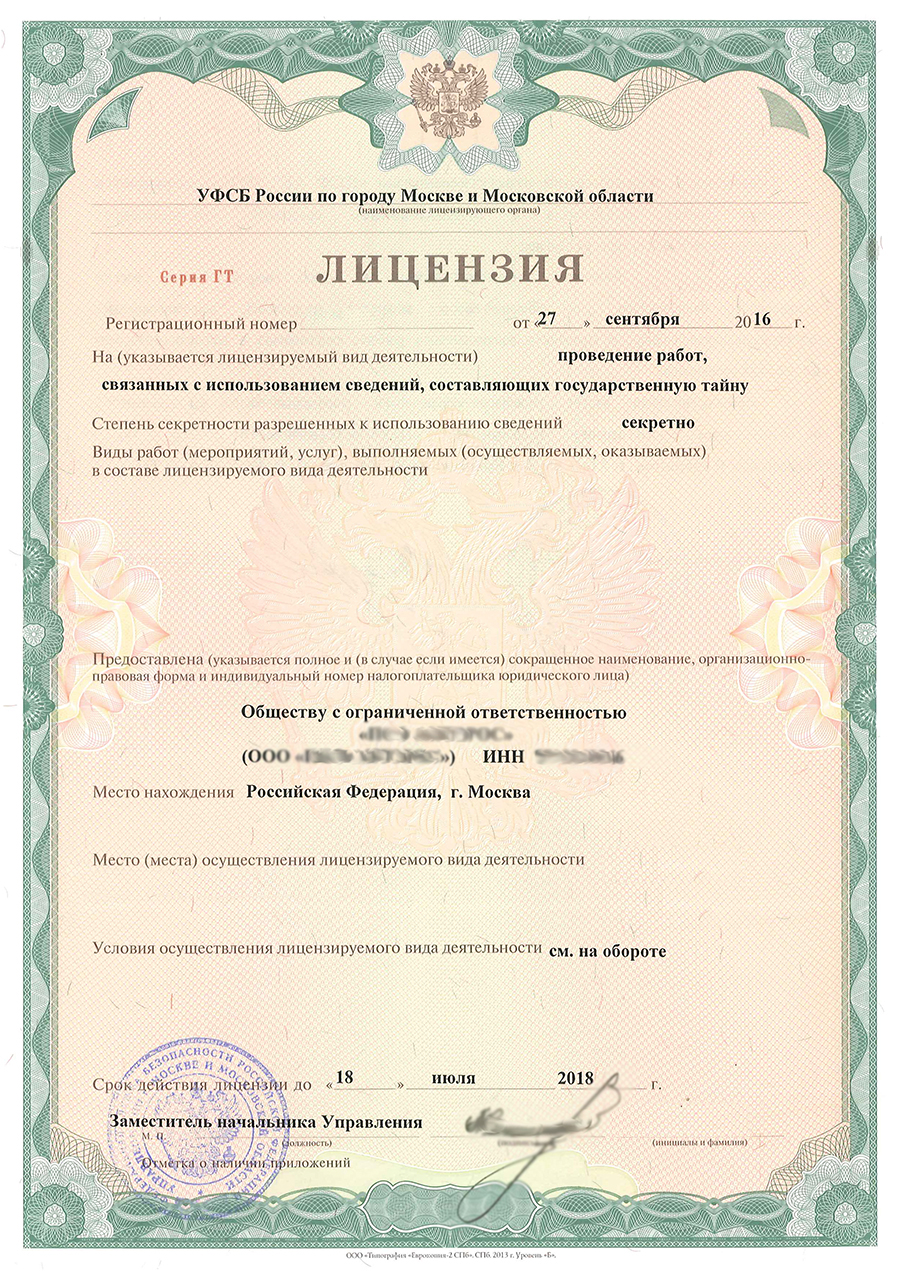 УФСБ России по городу Москве и Московской области
(наименование лицензирующего органа)
ЛИЦЕНЗИЯ
Серия ГТ
Регистрационный номер от «27» сентября 2016 г.
На (указывается лицензируемый вид деятельности) проведение работ,
связанных с использованием сведений, составляющих государственную тайну
Степень секретности разрешенных к использованию сведений секретно
Виды работ (мероприятий, услуг), выполняемых (осуществляемых, оказываемых)
в составе лицензируемого вида деятельности
Предоставлена (указывается полное и (в случае если имеется) сокращенное наименование, организационно-
правовая форма и индивидуальный номер налогоплательщика юридического лица)
Обществу с ограниченной ответственностью
(ООО « ») ИНН
Место нахождения Российская Федерация, г. Москва
Место (места) осуществления лицензируемого вида деятельности
Условия осуществления лицензируемого вида деятельности см. на обороте
Срок действия лицензии до «18» июля 2018 г.
Заместитель начальника Управления
М. П. (должность) (инициалы и фамилия)
Отметка о наличии приложений
БЕЗОПАСНОСТИ РОССИЙСКОЙ ФЕДЕРАЦИИ
МОСКВЕ И МОСКОВСКОЙ ОБЛАСТИ
ООО «Типография «Евросения-2 СПб», СПб. 2013 г. Уровень «Б».